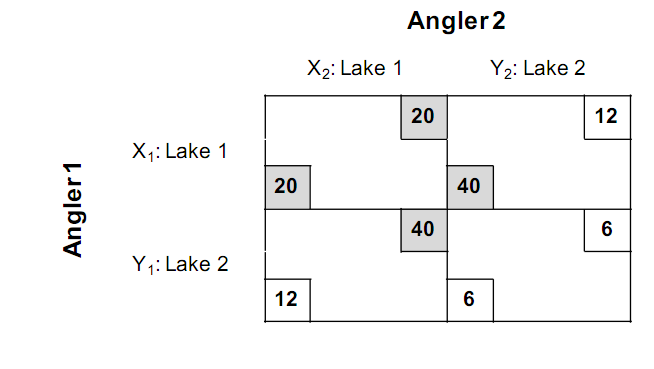 Angler 2
X₂: Lake 1 Y₂: Lake 2
20 12
X₁: Lake 1
20 40
Angler 1
40 6
Y₁: Lake 2
12 6